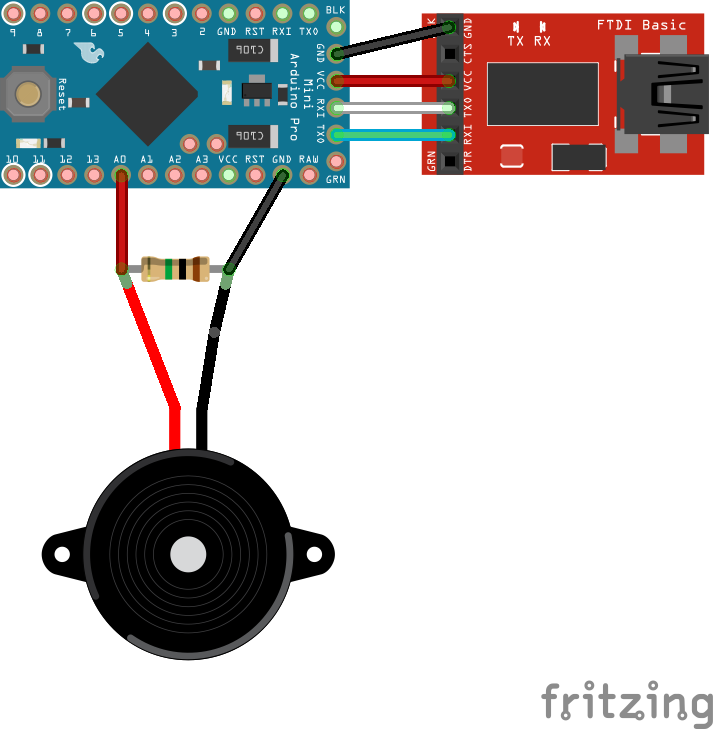 BLK
9 8 7 6 5 4 3 2 GND RST RXI TXO
GND
VCC
RXI
TXO
Arduino Pro
Mini
Reset
10 11 12 13 A0 A1 A2 A3 VCC RST GND RAW
GRN
FTDI Basic
TX RX
GND
CTS
VCC
TXO
RXI
DTR
GRN
fritzing